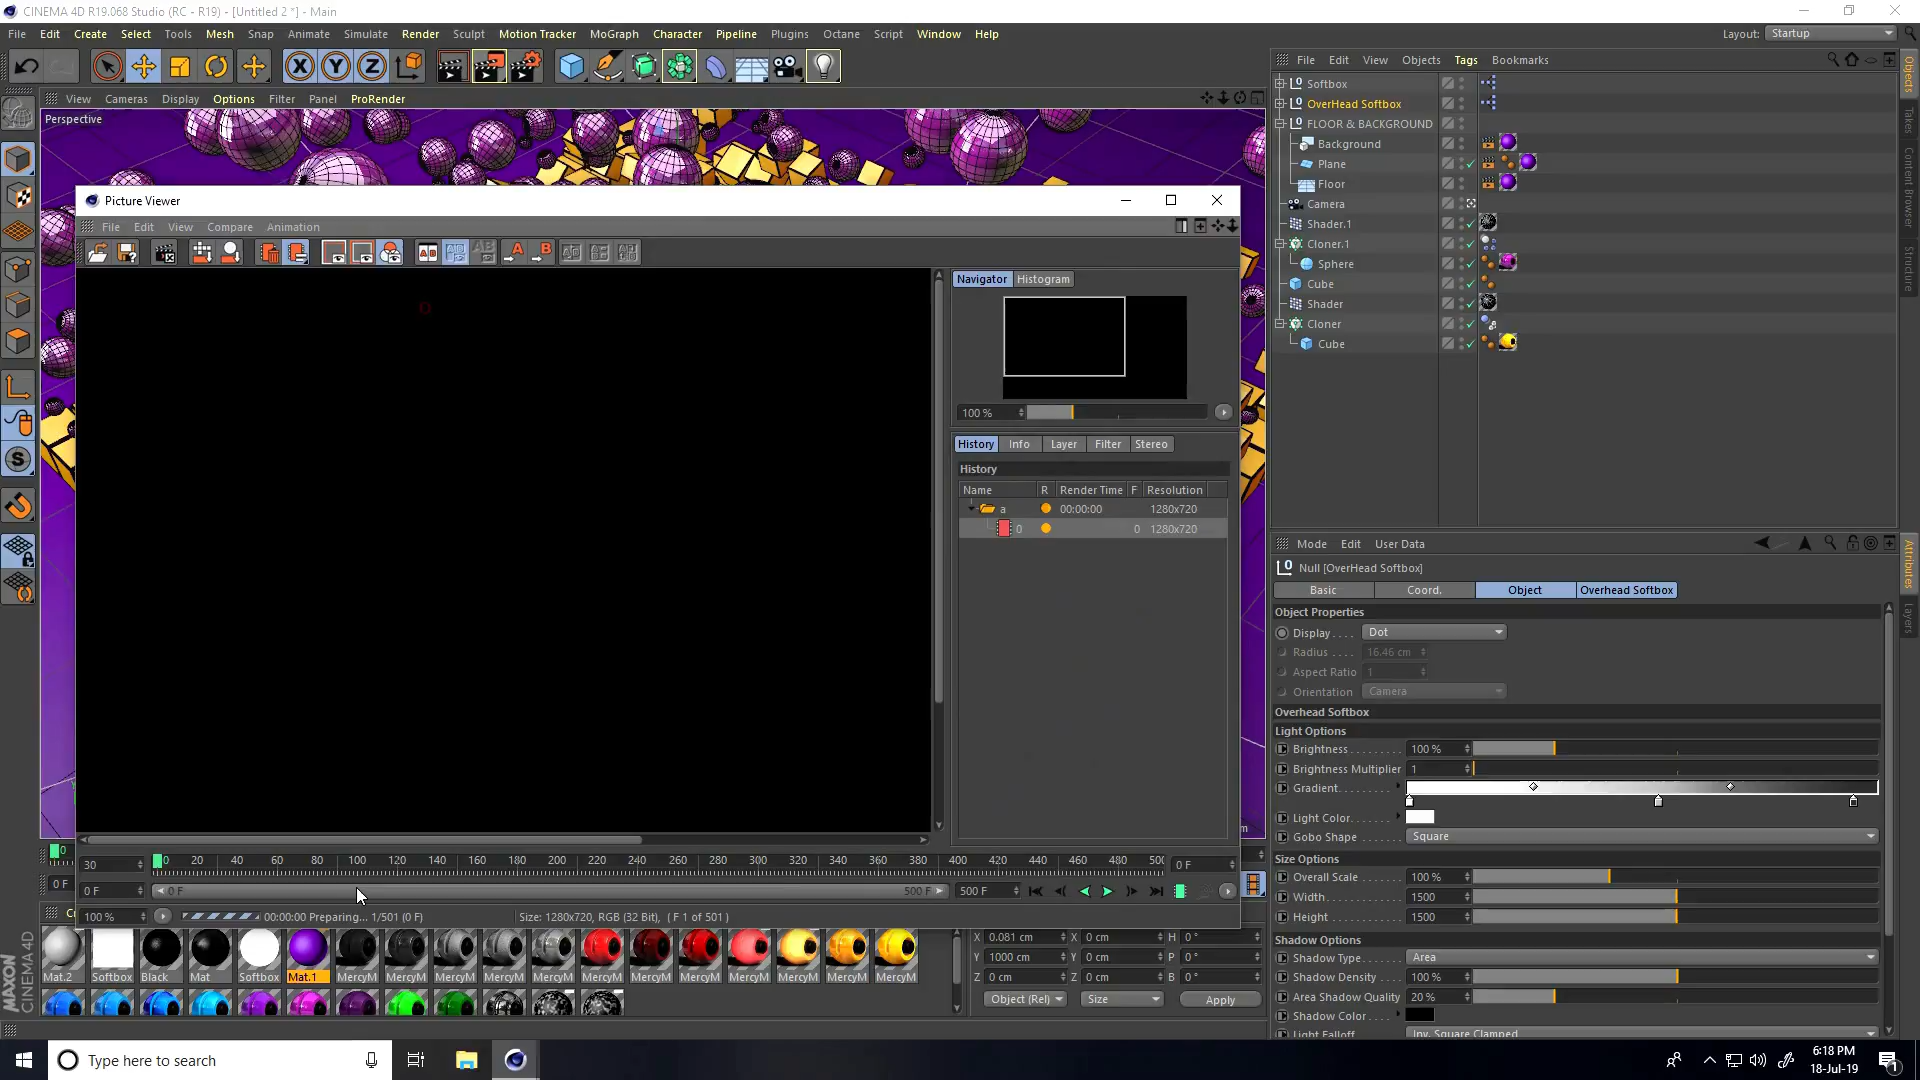 CINEMA 4D R19.068 Studio (RC - R19) - [Untitled 2 *] - Main
File Edit Create Select Tools Mesh Snap Animate Simulate Render Sculpt Motion Tracker MoGraph Character Pipeline Plugins Octane Script Window Help Layout: Startup
File Edit View Objects Tags Bookmarks
View Cameras Display Options Filter Panel ProRender
Perspective
Softbox
OverHead Softbox
FLOOR & BACKGROUND
Background
Plane
Floor
Camera
Shader.1
Cloner.1
Sphere
Cube
Shader
Cloner
Cube
Objects
Takes
Content Browser
Structure
Picture Viewer
File Edit View Compare Animation
Navigator Histogram
100 %
History Info Layer Filter Stereo
History
Name R Render Time F Resolution
a 00:00:00 1280x720
0 0 1280x720
30 0 20 40 60 80 100 120 140 160 180 200 220 240 260 280 300 320 340 360 380 400 420 440 460 480 500 0 F
0 F 0 F 500 F 500 F
100 % 00:00:00 Preparing... 1/501 (0 F) Size: 1280x720, RGB (32 Bit), ( F 1 of 501 )
Mode Edit User Data
Null [OverHead Softbox]
Basic Coord. Object Overhead Softbox
Object Properties
Display . . . . Dot
Radius . . . . 16.46 cm
Aspect Ratio 1
Orientation Camera
Overhead Softbox
Light Options
Brightness . . . . . . . . . 100 %
Brightness Multiplier 1
Gradient. . . . . . . . . .
Light Color. . . . . . . .
Gobo Shape . . . . . . . Square
Size Options
Overall Scale . . . . . . 100 %
Width . . . . . . . . . . . . 1500
Height . . . . . . . . . . . 1500
Shadow Options
Shadow Type. . . . . . Area
Shadow Density . . . . 100 %
Area Shadow Quality 20 %
Shadow Color . . . . . .
Light Falloff Inv. Square Clamped
Attributes
Layers
0
0 F
Mat.2 Softbox Black Mat Softbox Mat.1 MercyM MercyM MercyM MercyM MercyM MercyM MercyM MercyM MercyM MercyM MercyM MercyM
X 0.081 cm X 0 cm H 0 °
Y 1000 cm Y 0 cm P 0 °
Z 0 cm Z 0 cm B 0 °
Object (Rel) Size Apply
MAXON
CINEMA 4D
Type here to search
6:18 PM
18-Jul-19
1